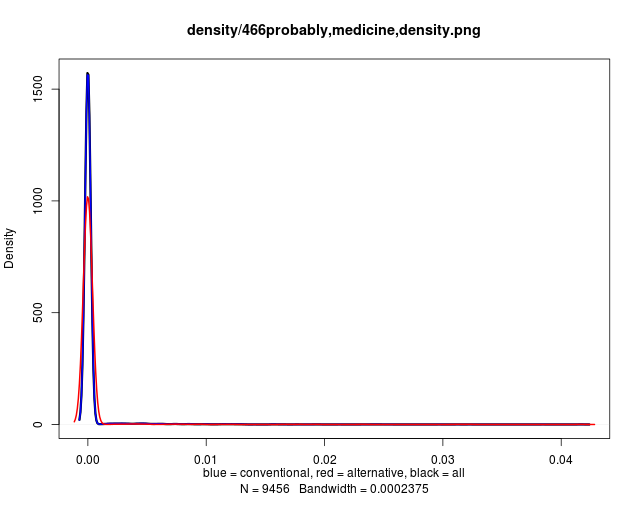 density/466probably,medicine,density.png
1500
1000
500
0
Density
0.00 0.01 0.02 0.03 0.04
blue = conventional, red = alternative, black = all
N = 9456 Bandwidth = 0.0002375